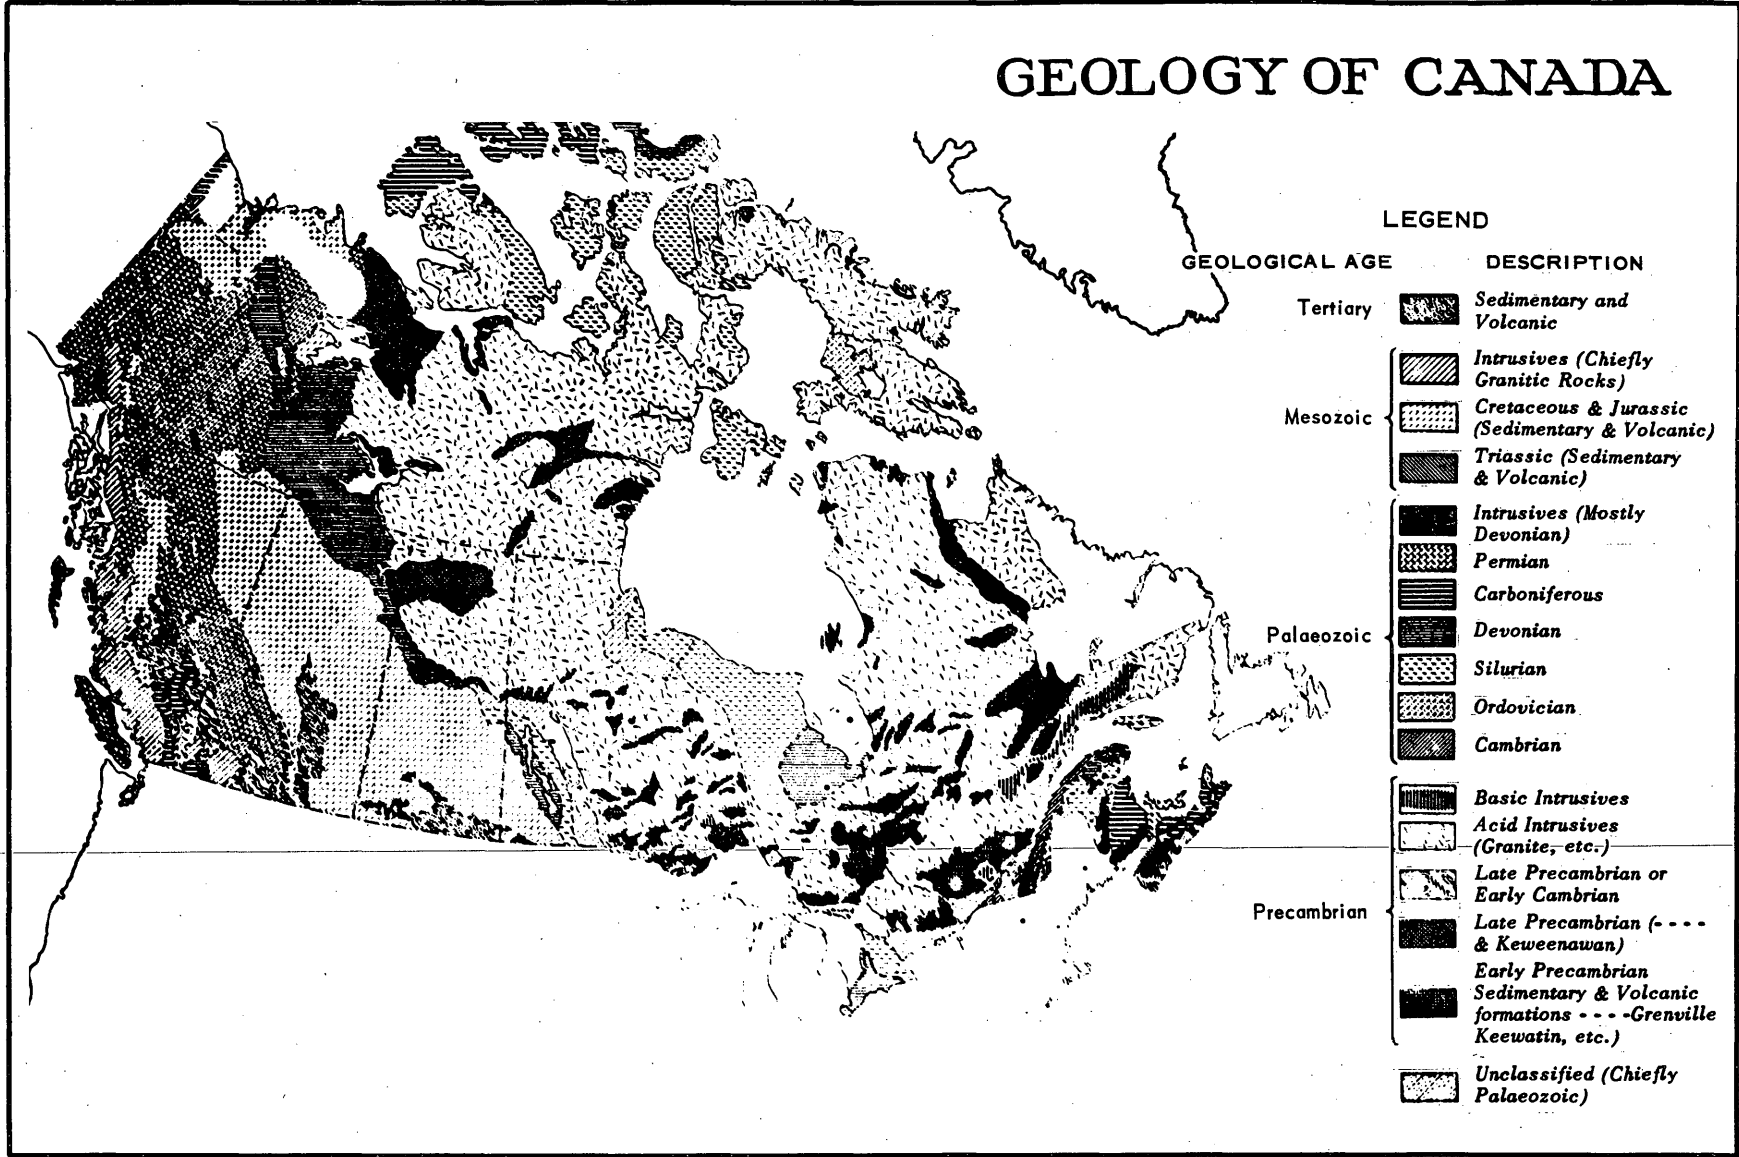 GEOLOGY OF CANADA
LEGEND
GEOLOGICAL AGE DESCRIPTION
Tertiary Sedimentary and
Volcanic
Intrusives (Chiefly
Granitic Rocks)
Mesozoic Cretaceous & Jurassic
(Sedimentary & Volcanic)
Triassic (Sedimentary
& Volcanic)
Intrusives (Mostly
Devonian)
Permian
Carboniferous
Palaeozoic Devonian
Silurian
Ordovician
Cambrian
Basic Intrusives
Acid Intrusives
(Granite, etc.)
Late Precambrian or
Early Cambrian
Precambrian Late Precambrian (- - - -
& Keweenawan)
Early Precambrian
Sedimentary & Volcanic
formations - - - -Grenville
Keewatin, etc.)
Unclassified (Chiefly
Palaeozoic)